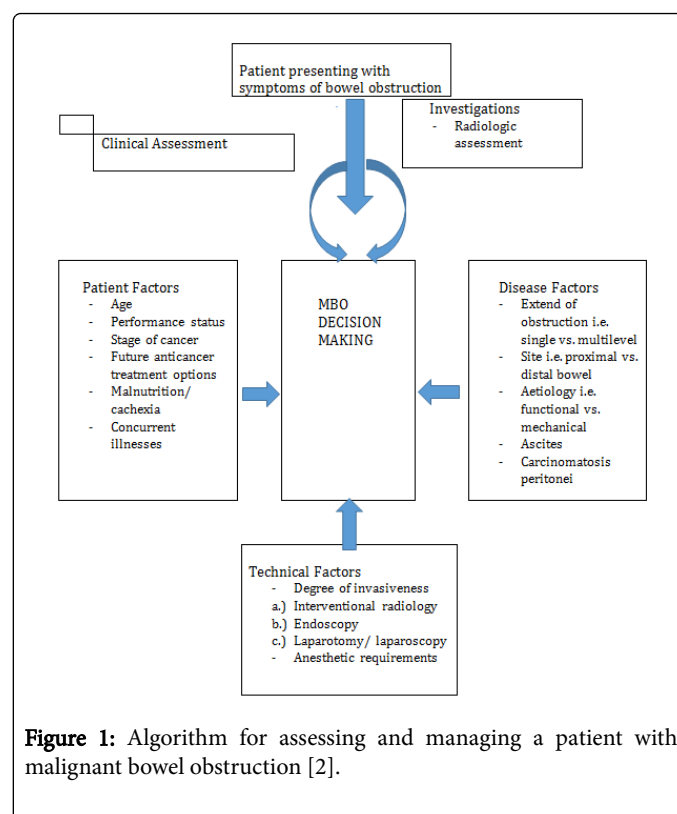 Patient presenting with
symptoms of bowel obstruction
Investigations
- Radiologic
assessment
Clinical Assessment
Patient Factors
- Age
- Performance status
- Stage of cancer
- Future anticancer
treatment options
- Malnutrition/
cachexia
- Concurrent
illnesses
MBO
DECISION
MAKING
Disease Factors
- Extend of
obstruction i.e.
single vs. multilevel
- Site i.e. proximal vs.
distal bowel
- Aetiology i.e.
functional vs.
mechanical
- Ascites
- Carcinomatosis
peritonei
Technical Factors
- Degree of invasiveness
a.) Interventional radiology
b.) Endoscopy
c.) Laparotomy/ laparoscopy
- Anesthetic requirements
Figure 1: Algorithm for assessing and managing a patient with
malignant bowel obstruction [2].